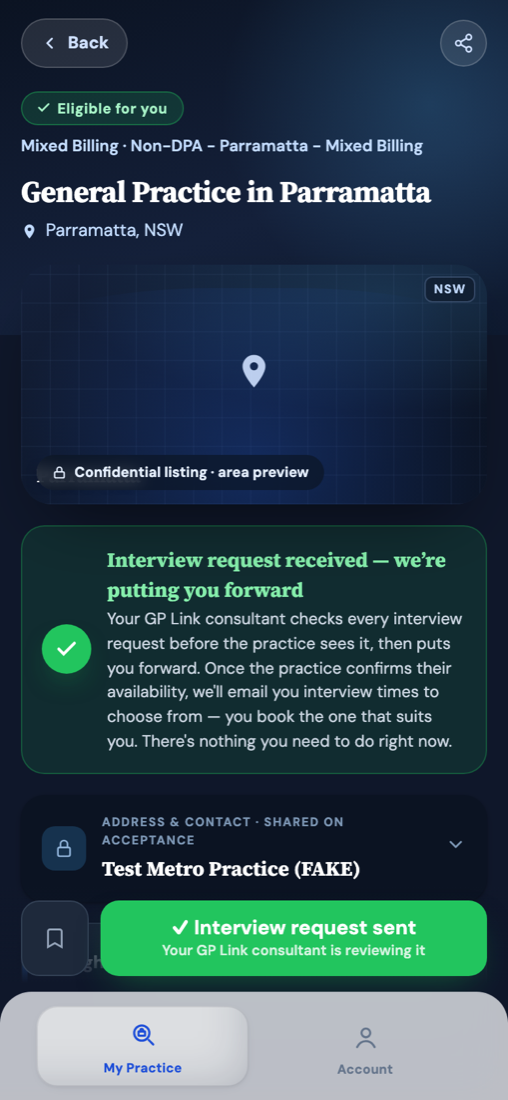 Back
Eligible for you
Mixed Billing · Non-DPA - Parramatta - Mixed Billing
General Practice in Parramatta
Parramatta, NSW
NSW
Confidential listing · area preview
Interview request received — we're
putting you forward
Your GP Link consultant checks every interview
request before the practice sees it, then puts
you forward. Once the practice confirms their
availability, we'll email you interview times to
choose from — you book the one that suits
you. There's nothing you need to do right now.
ADDRESS & CONTACT · SHARED ON
ACCEPTANCE
Test Metro Practice (FAKE)
✓ Interview request sent
Your GP Link consultant is reviewing it
My Practice
Account